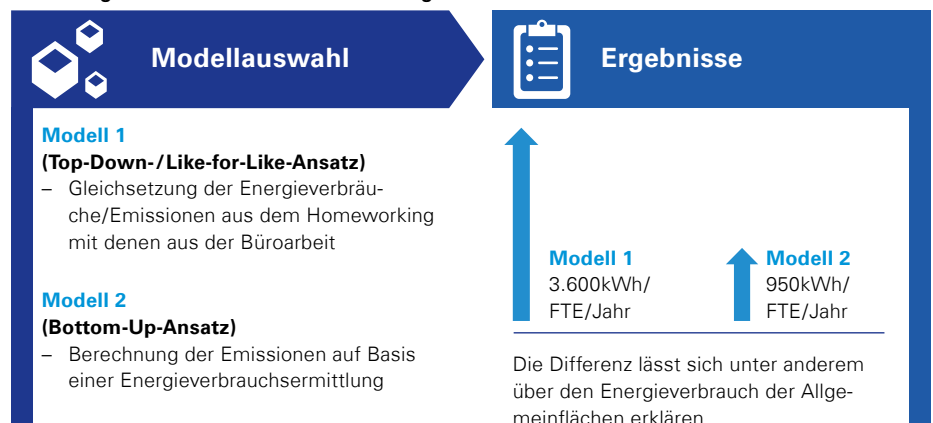 Modellauswahl
Modell 1
(Top-Down-/Like-for-Like-Ansatz)
– Gleichsetzung der Energieverbräu-
che/Emissionen aus dem Homeworking
mit denen aus der Büroarbeit
Modell 2
(Bottom-Up-Ansatz)
– Berechnung der Emissionen auf Basis
einer Energieverbrauchsermittlung
Ergebnisse
Modell 1
3.600kWh/
FTE/Jahr
Modell 2
950kWh/
FTE/Jahr
Die Differenz lässt sich unter anderem
über den Energieverbrauch der Allge-
meinflächen erklären